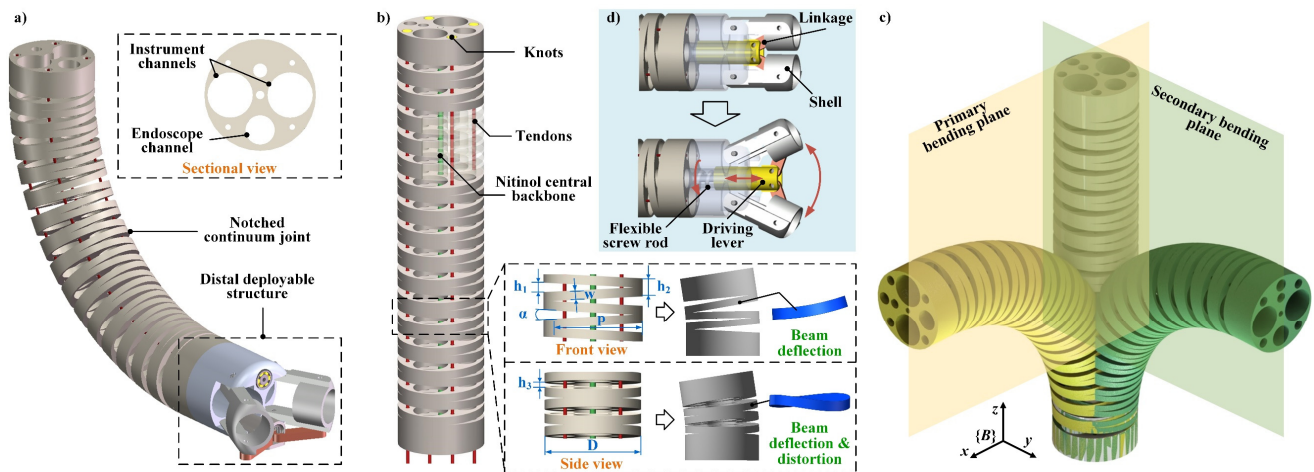 a)
Instrument
channels
Endoscope
channel
Sectional view
Notched
continuum joint
Distal deployable
structure
b)
Knots
Tendons
Nitinol central
backbone
h1
w
h2
α
p
Front view
Beam
deflection
h3
D
Side view
Beam
deflection &
distortion
d)
Linkage
Shell
Flexible
screw rod
Driving
lever
c)
Primary
bending plane
Secondary bending
plane
z
{B}
x
y